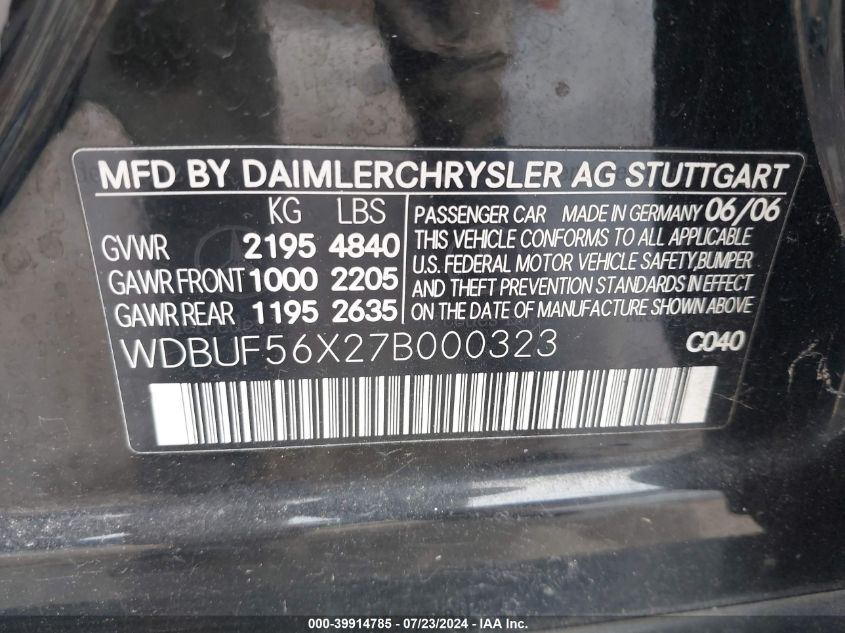 MFD BY DAIMLERCHRYSLER AG STUTTGART
KG LBS
GVWR 2195 4840
GAWR FRONT 1000 2205
GAWR REAR 1195 2635
PASSENGER CAR MADE IN GERMANY 06/06
THIS VEHICLE CONFORMS TO ALL APPLICABLE
U.S. FEDERAL MOTOR VEHICLE SAFETY,BUMPER
AND THEFT PREVENTION STANDARDS IN EFFECT
ON THE DATE OF MANUFACTURE SHOWN ABOVE
WDBUF56X27B000323 C040
000-39914785 / 07/23/2024 - IAA Inc.